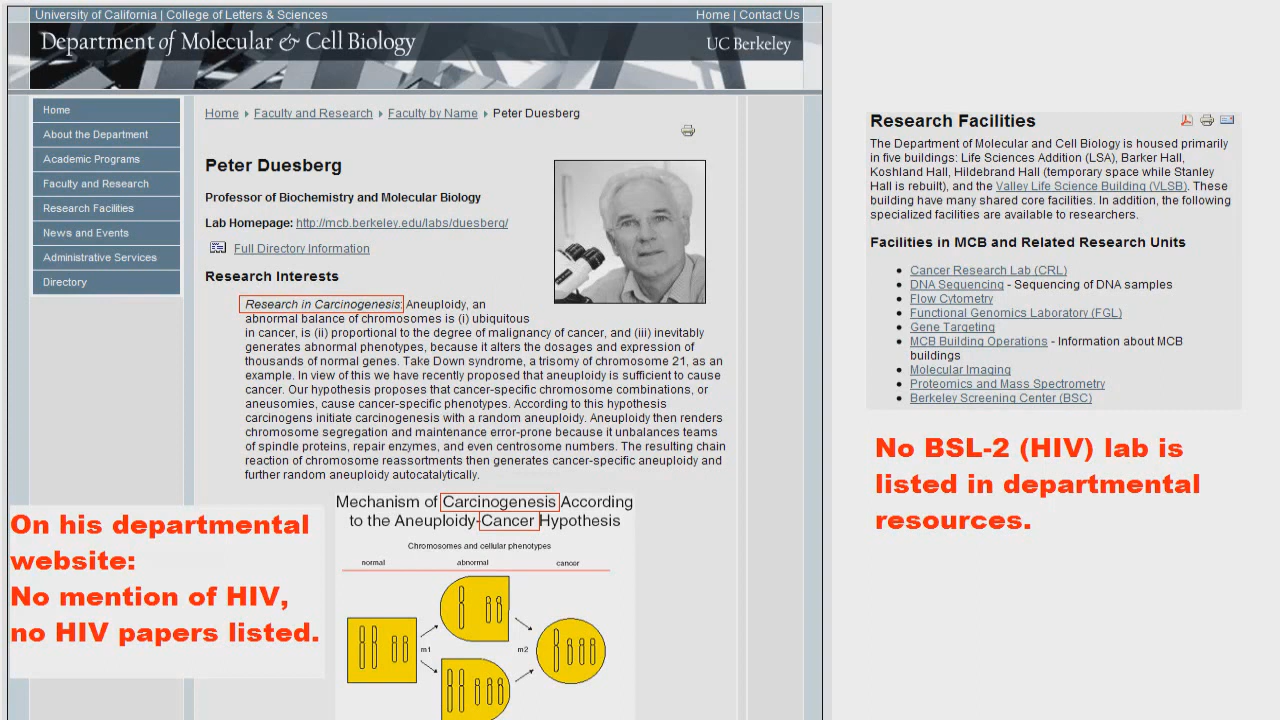 University of California | College of Letters & Sciences
Home | Contact Us
Department of Molecular & Cell Biology
UC Berkeley
Home
About the Department
Academic Programs
Faculty and Research
Research Facilities
News and Events
Administrative Services
Directory
Home Faculty and Research Faculty by Name Peter Duesberg
Peter Duesberg
Professor of Biochemistry and Molecular Biology
Lab Homepage: http://mcb.berkeley.edu/labs/duesberg/
Full Directory Information
Research Interests
Research in Carcinogenesis: Aneuploidy, an
abnormal balance of chromosomes is (i) ubiquitous
in cancer, is (ii) proportional to the degree of malignancy of cancer, and (iii) inevitably
generates abnormal phenotypes, because it alters the dosages and expression of
thousands of normal genes. Take Down syndrome, a trisomy of chromosome 21, as an
example. In view of this we have recently proposed that aneuploidy is sufficient to cause
cancer. Our hypothesis proposes that cancer-specific chromosome combinations, or
aneusomies, cause cancer-specific phenotypes. According to this hypothesis
carcinogens initiate carcinogenesis with a random aneuploidy. Aneuploidy then renders
chromosome segregation and maintenance error-prone because it unbalances teams
of spindle proteins, repair enzymes, and even centrosome numbers. The resulting chain
reaction of chromosome reassortments then generates cancer-specific aneuploidy and
further random aneuploidy autocatalytically.
Mechanism of Carcinogenesis According
to the Aneuploidy-Cancer Hypothesis
Chromosomes and cellular phenotypes
normal abnormal cancer
m1 m2
On his departmental
website:
No mention of HIV,
no HIV papers listed.
Research Facilities
The Department of Molecular and Cell Biology is housed primarily
in five buildings: Life Sciences Addition (LSA), Barker Hall,
Koshland Hall, Hildebrand Hall (temporary space while Stanley
Hall is rebuilt), and the Valley Life Science Building (VLSB). These
building have many shared core facilities. In addition, the following
specialized facilities are available to researchers.
Facilities in MCB and Related Research Units
Cancer Research Lab (CRL)
DNA Sequencing - Sequencing of DNA samples
Flow Cytometry
Functional Genomics Laboratory (FGL)
Gene Targeting
MCB Building Operations - Information about MCB
buildings
Molecular Imaging
Proteomics and Mass Spectrometry
Berkeley Screening Center (BSC)
No BSL-2 (HIV) lab is
listed in departmental
resources.